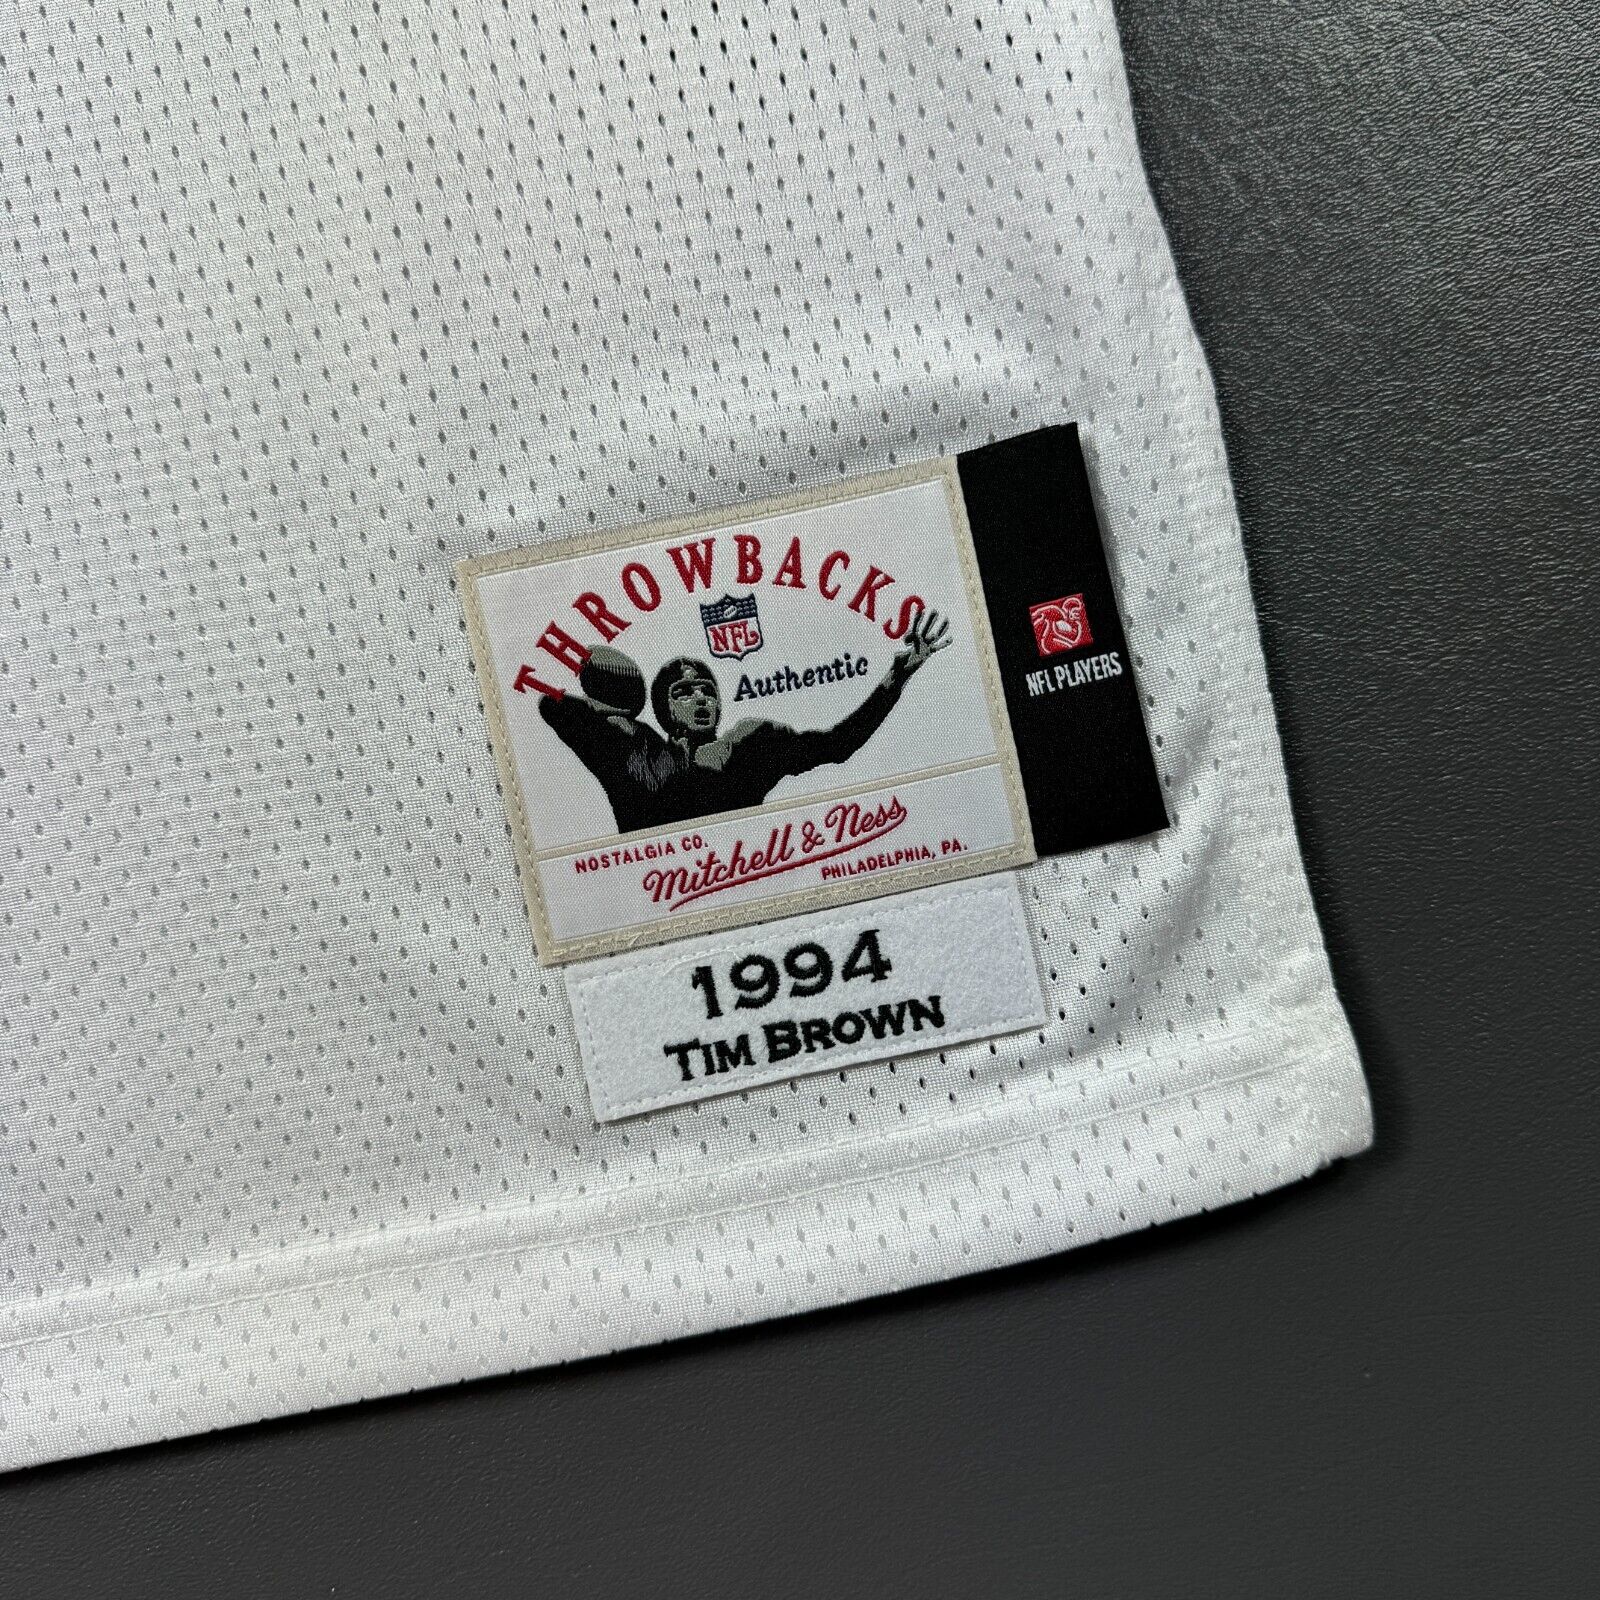 THROWBACKS
NFL
Authentic
NFL PLAYERS
NOSTALGIA CO.
Mitchell & Ness
PHILADELPHIA, PA.
1994
TIM BROWN